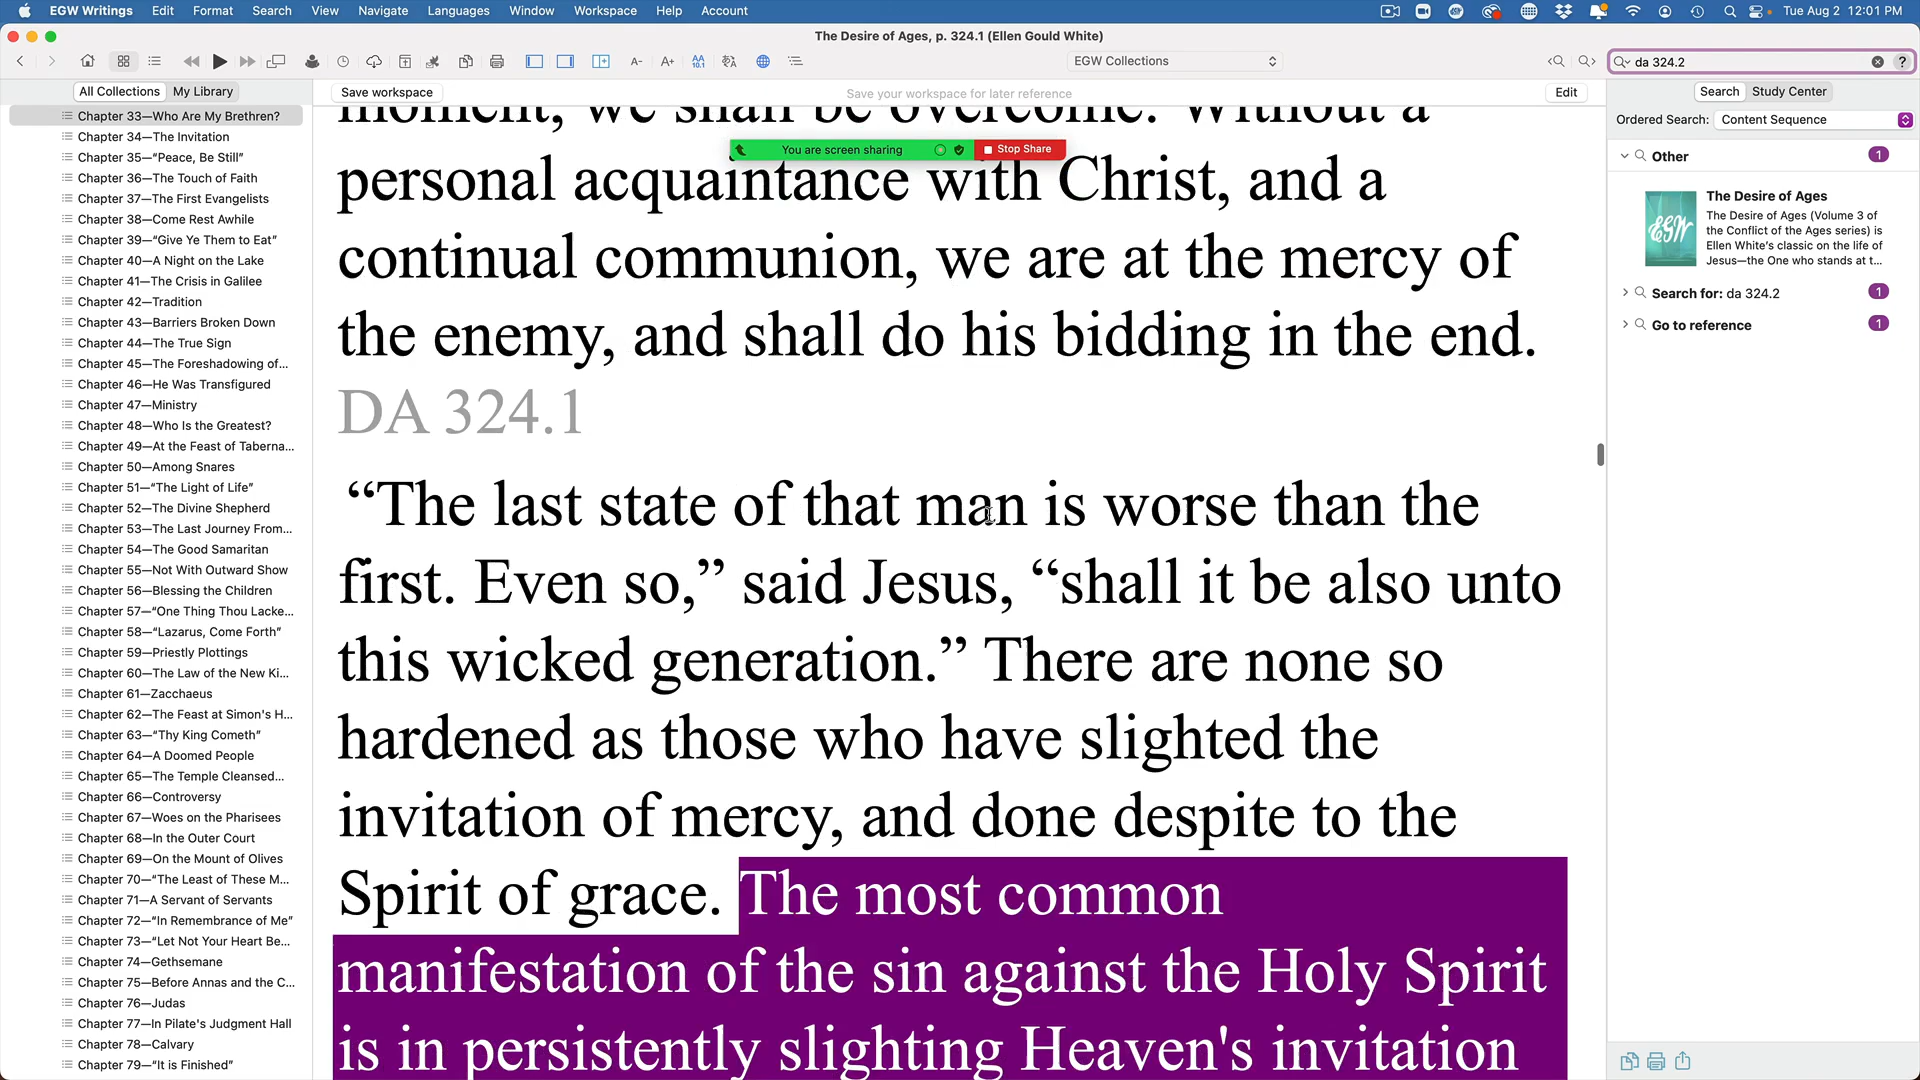 EGW Writings Edit Format Search View Navigate Languages Window Workspace Help Account Tue Aug 2 12:01 PM
The Desire of Ages, p. 324.1 (Ellen Gould White)
A- A+ AA 10.1 EGW Collections da 324.2 ?
All Collections My Library
Save workspace Save your workspace for later reference Edit
Search Study Center
Chapter 33—Who Are My Brethren?
Chapter 34—The Invitation
Chapter 35—“Peace, Be Still”
Chapter 36—The Touch of Faith
Chapter 37—The First Evangelists
Chapter 38—Come Rest Awhile
Chapter 39—“Give Ye Them to Eat”
Chapter 40—A Night on the Lake
Chapter 41—The Crisis in Galilee
Chapter 42—Tradition
Chapter 43—Barriers Broken Down
Chapter 44—The True Sign
Chapter 45—The Foreshadowing of...
Chapter 46—He Was Transfigured
Chapter 47—Ministry
Chapter 48—Who Is the Greatest?
Chapter 49—At the Feast of Taberna...
Chapter 50—Among Snares
Chapter 51—“The Light of Life”
Chapter 52—The Divine Shepherd
Chapter 53—The Last Journey From...
Chapter 54—The Good Samaritan
Chapter 55—Not With Outward Show
Chapter 56—Blessing the Children
Chapter 57—“One Thing Thou Lacke...
Chapter 58—“Lazarus, Come Forth”
Chapter 59—Priestly Plottings
Chapter 60—The Law of the New Ki...
Chapter 61—Zacchaeus
Chapter 62—The Feast at Simon's H...
Chapter 63—“Thy King Cometh”
Chapter 64—A Doomed People
Chapter 65—The Temple Cleansed...
Chapter 66—Controversy
Chapter 67—Woes on the Pharisees
Chapter 68—In the Outer Court
Chapter 69—On the Mount of Olives
Chapter 70—“The Least of These M...
Chapter 71—A Servant of Servants
Chapter 72—“In Remembrance of Me”
Chapter 73—“Let Not Your Heart Be...
Chapter 74—Gethsemane
Chapter 75—Before Annas and the C...
Chapter 76—Judas
Chapter 77—In Pilate's Judgment Hall
Chapter 78—Calvary
Chapter 79—“It is Finished”
moment, we shall be overcome. Without a
You are screen sharing Stop Share
personal acquaintance with Christ, and a
continual communion, we are at the mercy of
the enemy, and shall do his bidding in the end.
DA 324.1
“The last state of that man is worse than the
first. Even so,” said Jesus, “shall it be also unto
this wicked generation.” There are none so
hardened as those who have slighted the
invitation of mercy, and done despite to the
Spirit of grace. The most common
manifestation of the sin against the Holy Spirit
is in persistently slighting Heaven's invitation
Ordered Search: Content Sequence
Other 1
EGW
The Desire of Ages
The Desire of Ages (Volume 3 of
the Conflict of the Ages series) is
Ellen White's classic on the life of
Jesus—the One who stands at t...
Search for: da 324.2 1
Go to reference 1